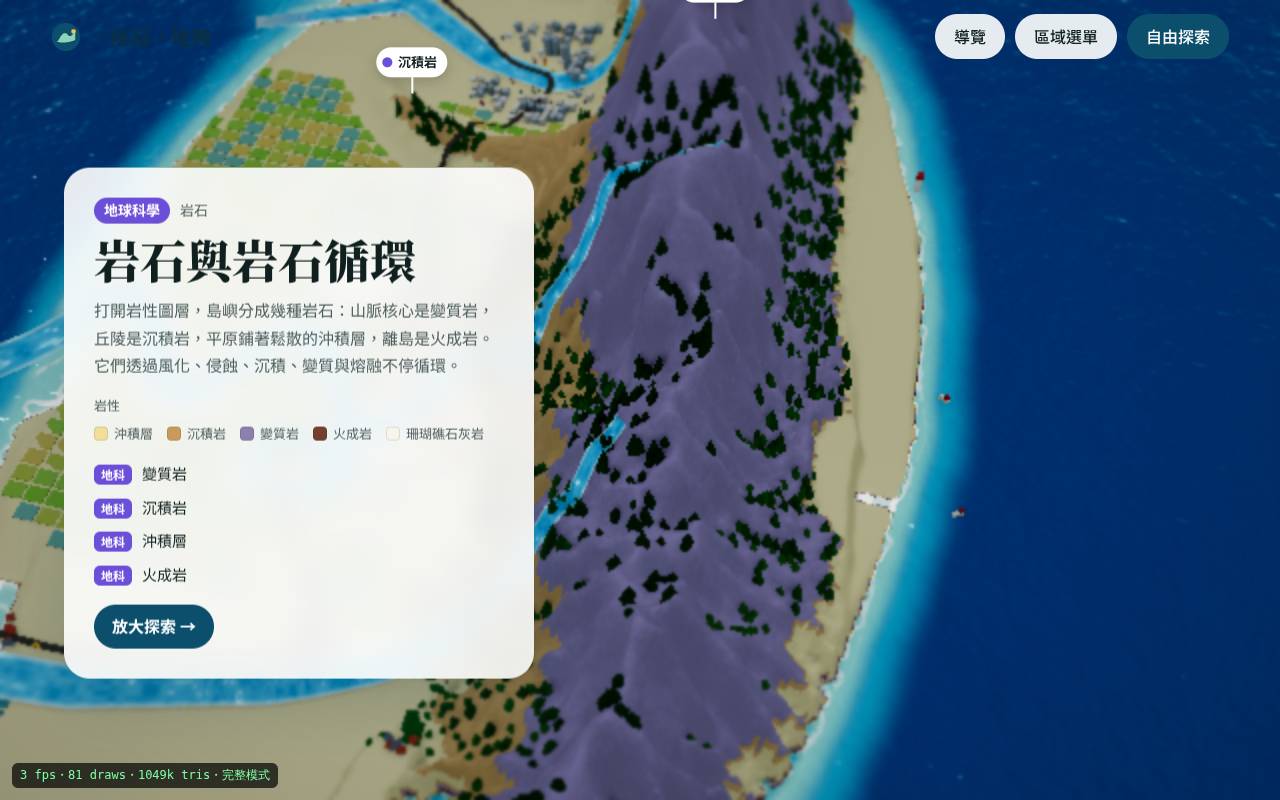 導覽
區域選單
自由探索
沉積岩
地球科學 岩石
岩石與岩石循環
打開岩性圖層，島嶼分成幾種岩石：山脈核心是變質岩，
丘陵是沉積岩，平原鋪著鬆散的沖積層，離島是火成岩。
它們透過風化、侵蝕、沉積、變質與熔融不停循環。
岩性
沖積層 沉積岩 變質岩 火成岩 珊瑚礁石灰岩
地科 變質岩
地科 沉積岩
地科 沖積層
地科 火成岩
放大探索 →
3 fps · 81 draws · 1049k tris · 完整模式